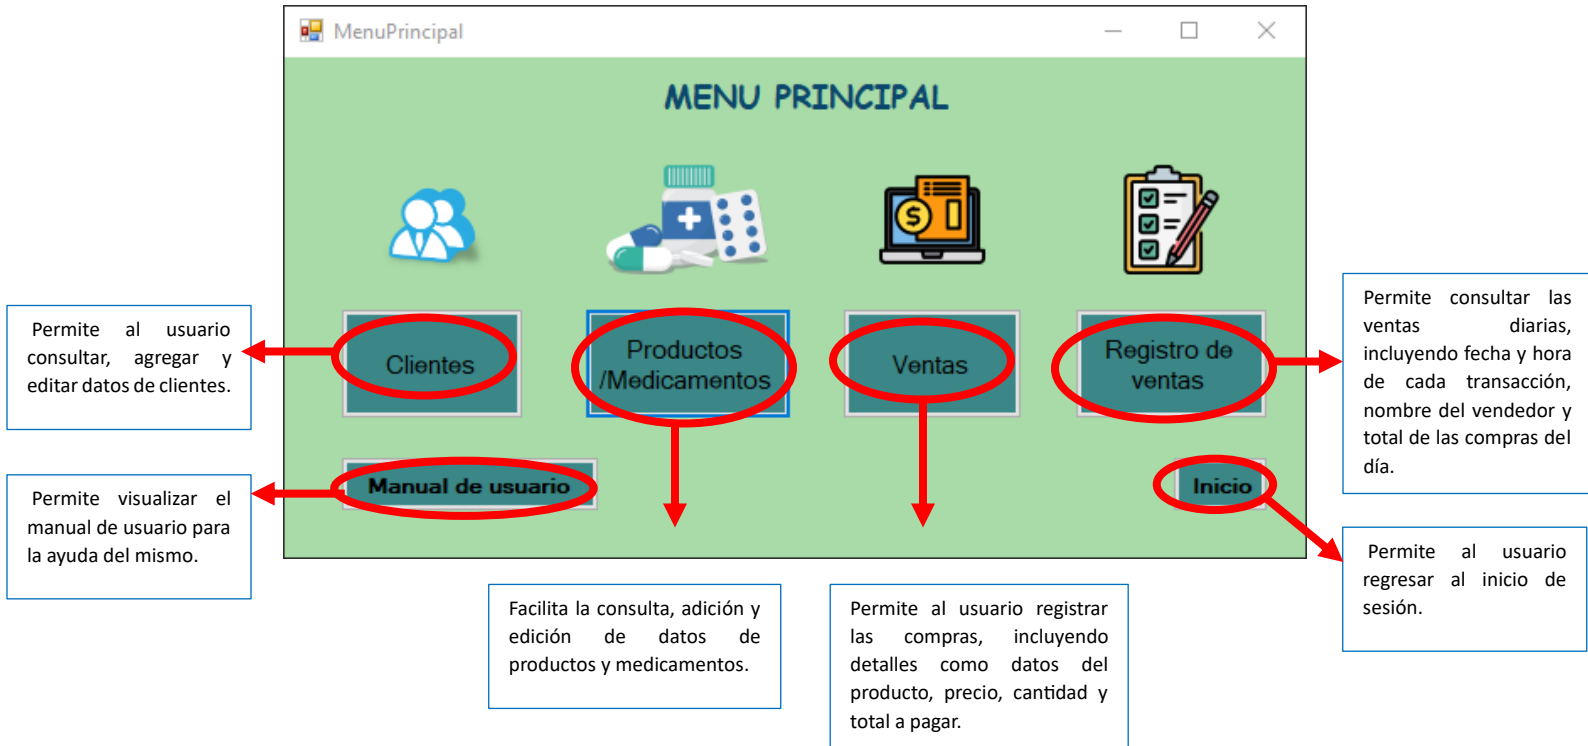 MenuPrincipal
MENU PRINCIPAL
Clientes
Productos
/Medicamentos
Ventas
Registro de
ventas
Manual de usuario
Inicio
Permite al usuario
consultar, agregar y
editar datos de clientes.
Permite visualizar el
manual de usuario para
la ayuda del mismo.
Facilita la consulta, adición y
edición de datos de
productos y medicamentos.
Permite al usuario registrar
las compras, incluyendo
detalles como datos del
producto, precio, cantidad y
total a pagar.
Permite consultar las
ventas diarias,
incluyendo fecha y hora
de cada transacción,
nombre del vendedor y
total de las compras del
día.
Permite al usuario
regresar al inicio de
sesión.